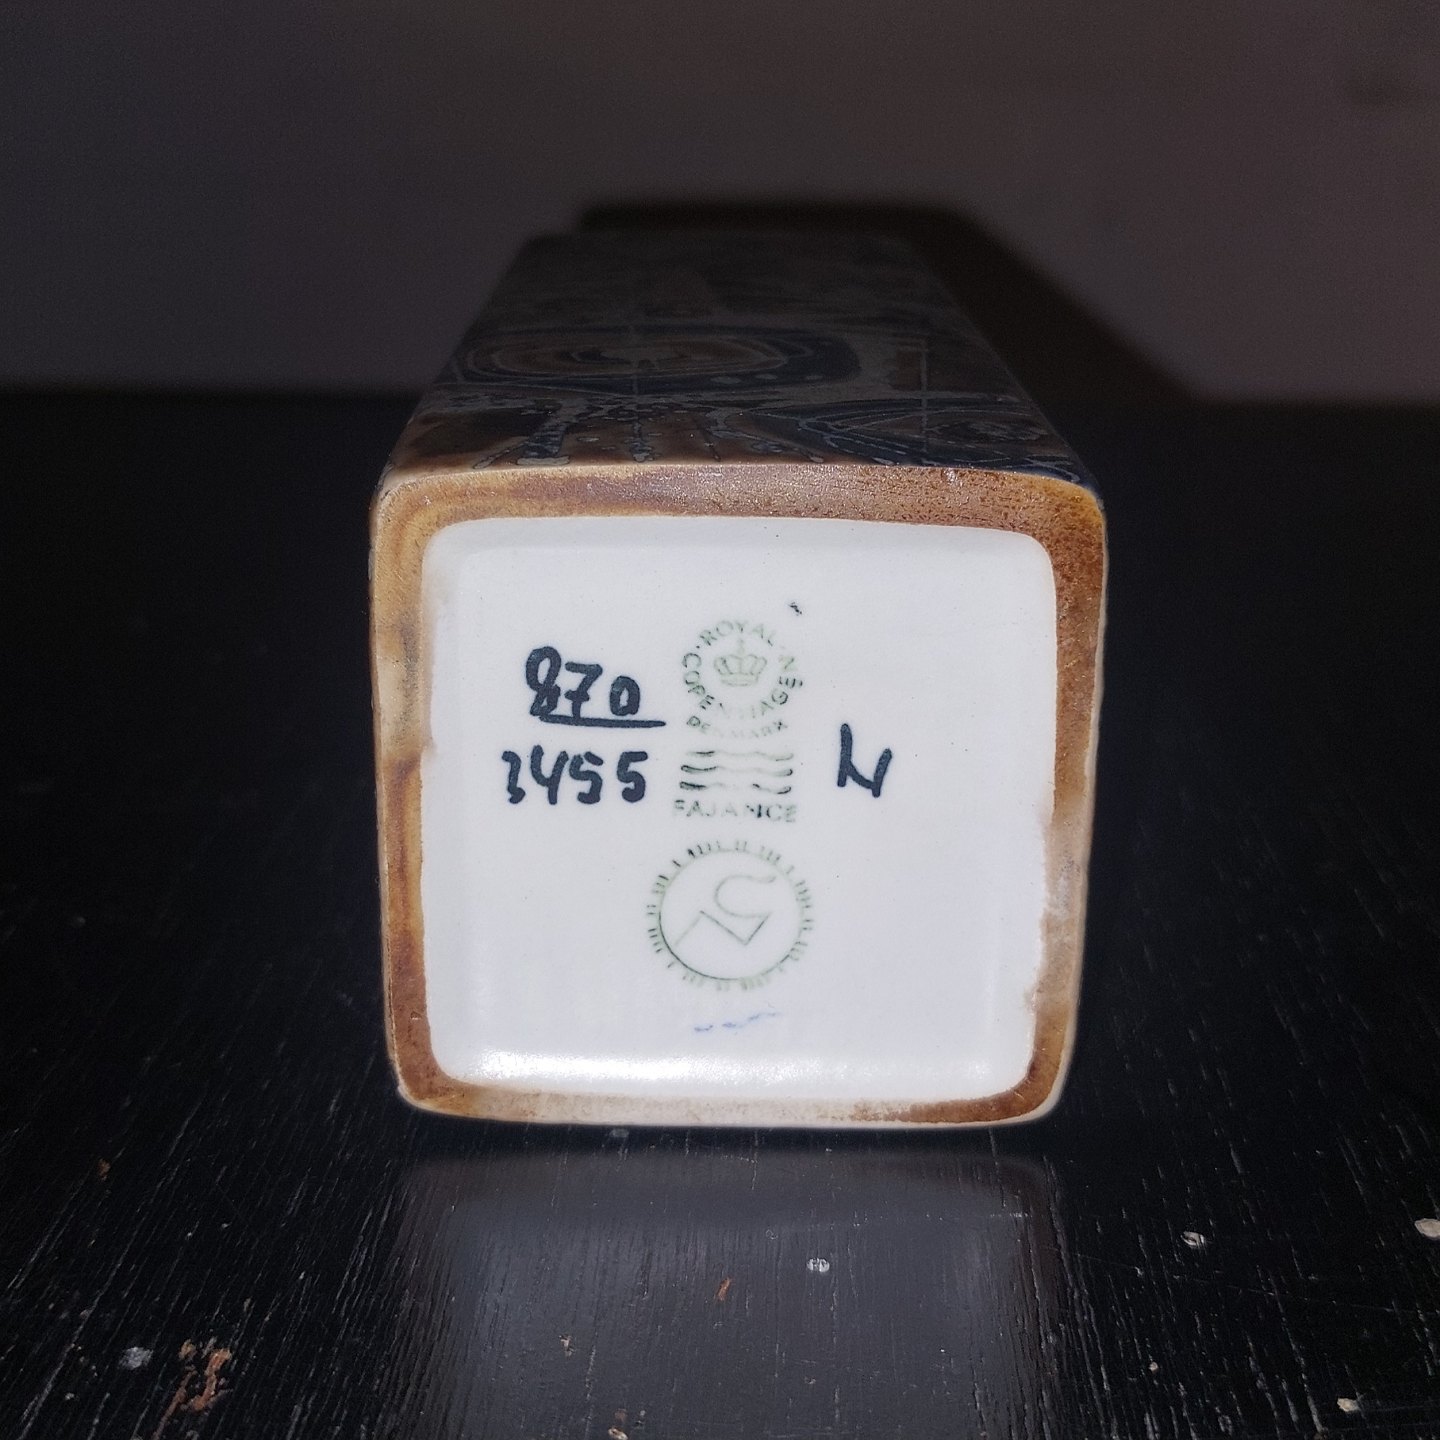 ROYAL COPENHAGEN
DENMARK
870
3455
FAJANCE